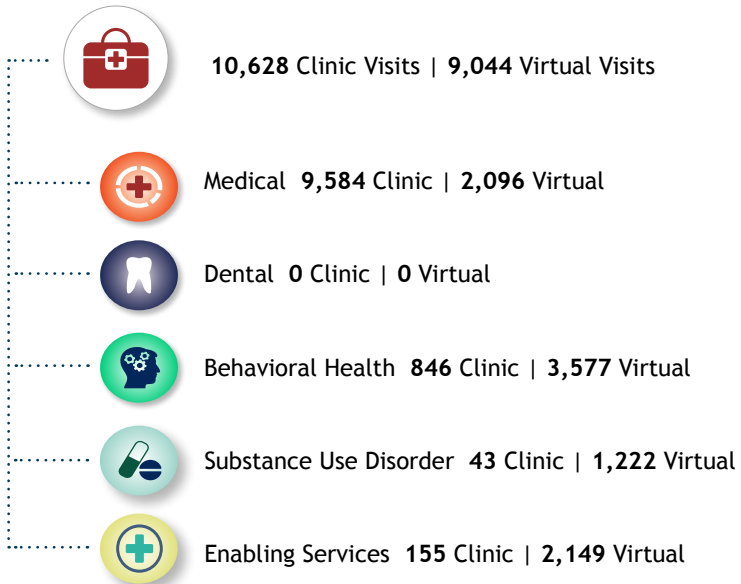 10,628 Clinic Visits | 9,044 Virtual Visits
Medical 9,584 Clinic | 2,096 Virtual
Dental 0 Clinic | 0 Virtual
Behavioral Health 846 Clinic | 3,577 Virtual
Substance Use Disorder 43 Clinic | 1,222 Virtual
Enabling Services 155 Clinic | 2,149 Virtual